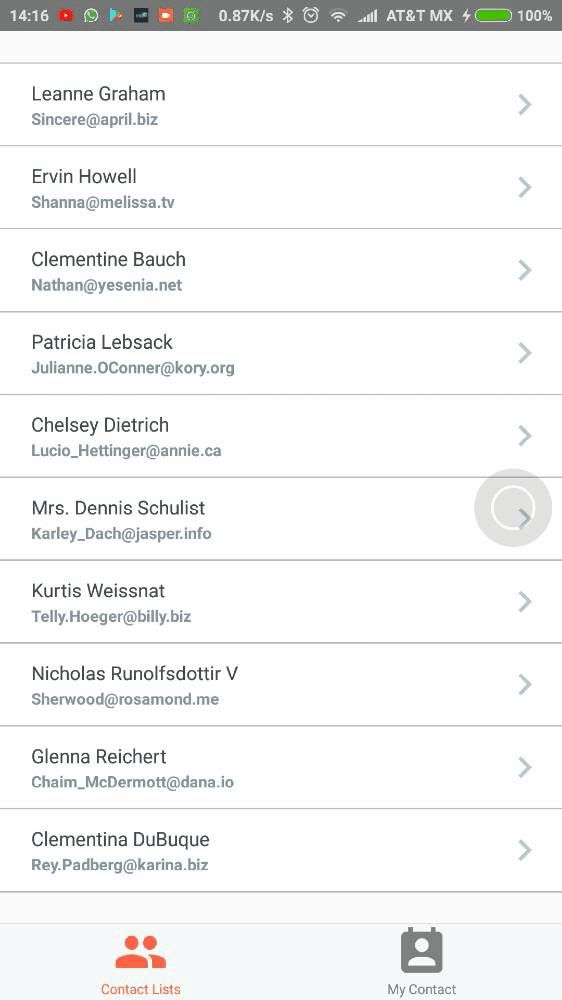 14:16 0.87K/s AT&T MX 100%
Leanne Graham
Sincere@april.biz
Ervin Howell
Shanna@melissa.tv
Clementine Bauch
Nathan@yesenia.net
Patricia Lebsack
Julianne.OConner@kory.org
Chelsey Dietrich
Lucio_Hettinger@annie.ca
Mrs. Dennis Schulist
Karley_Dach@jasper.info
Kurtis Weissnat
Telly.Hoeger@billy.biz
Nicholas Runolfsdottir V
Sherwood@rosamond.me
Glenna Reichert
Chaim_McDermott@dana.io
Clementina DuBuque
Rey.Padberg@karina.biz
Contact Lists
My Contact